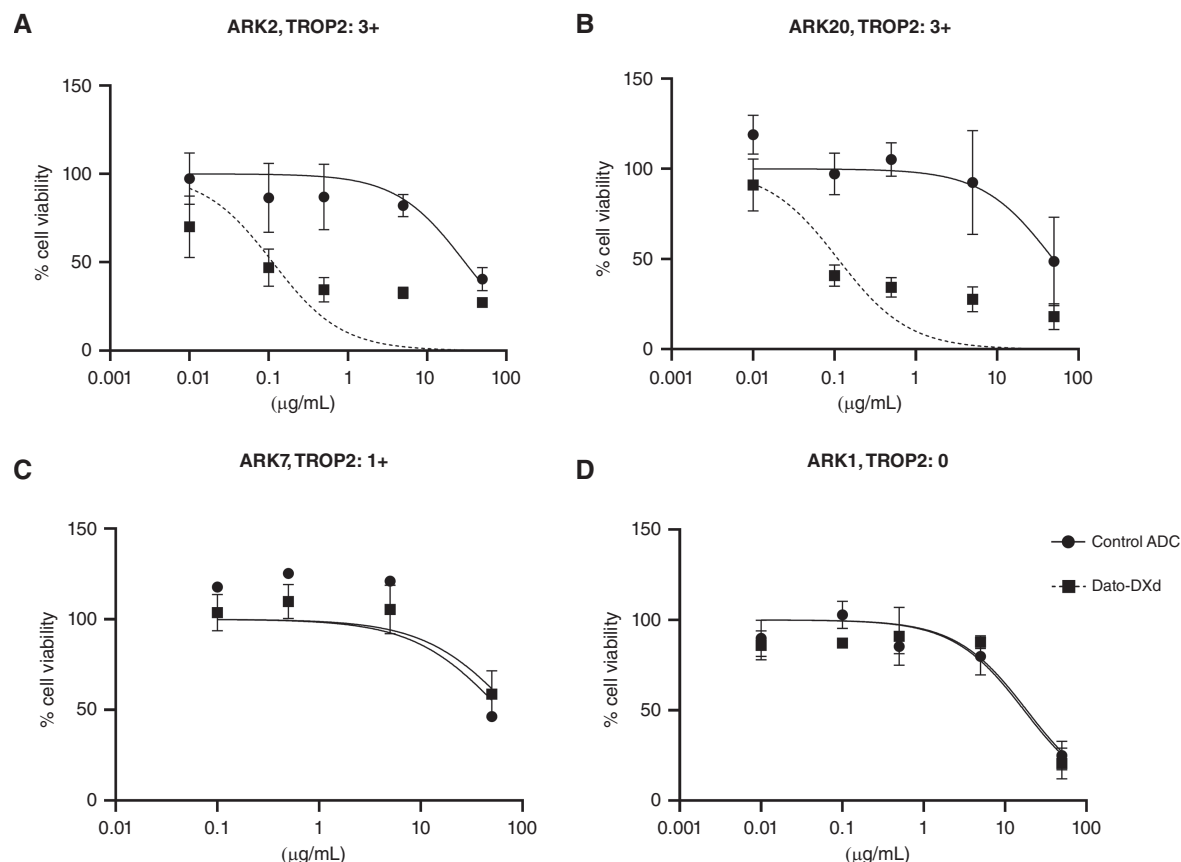 A
ARK2, TROP2: 3+
150
100
50
0
% cell viability
0.001
0.01
0.1
1
10
100
(µg/mL)
B
ARK20, TROP2: 3+
150
100
50
0
% cell viability
0.001
0.01
0.1
1
10
100
(µg/mL)
C
ARK7, TROP2: 1+
150
100
50
0
% cell viability
0.01
0.1
1
10
100
(µg/mL)
D
ARK1, TROP2: 0
150
100
50
0
% cell viability
0.001
0.01
0.1
1
10
100
(µg/mL)
Control ADC
Dato-DXd